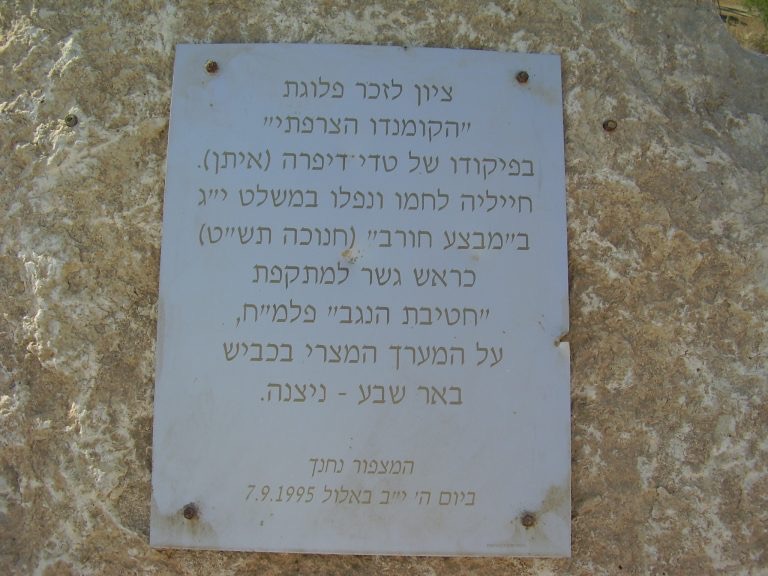 ציון לזכר פלוגת
"הקומנדו הצרפתי"
בפיקודו של טדי דיפרה (איתן).
חייליה לחמו ונפלו במשלט י"ג
ב"מבצע חורב" (חנוכה תש"ט)
כראש גשר למתקפת
"חטיבת הנגב" פלמ"ח,
על המערך המצרי בכביש
באר שבע - ניצנה.
המצפור נחנך
ביום ה' י"ב באלול 7.9.1995